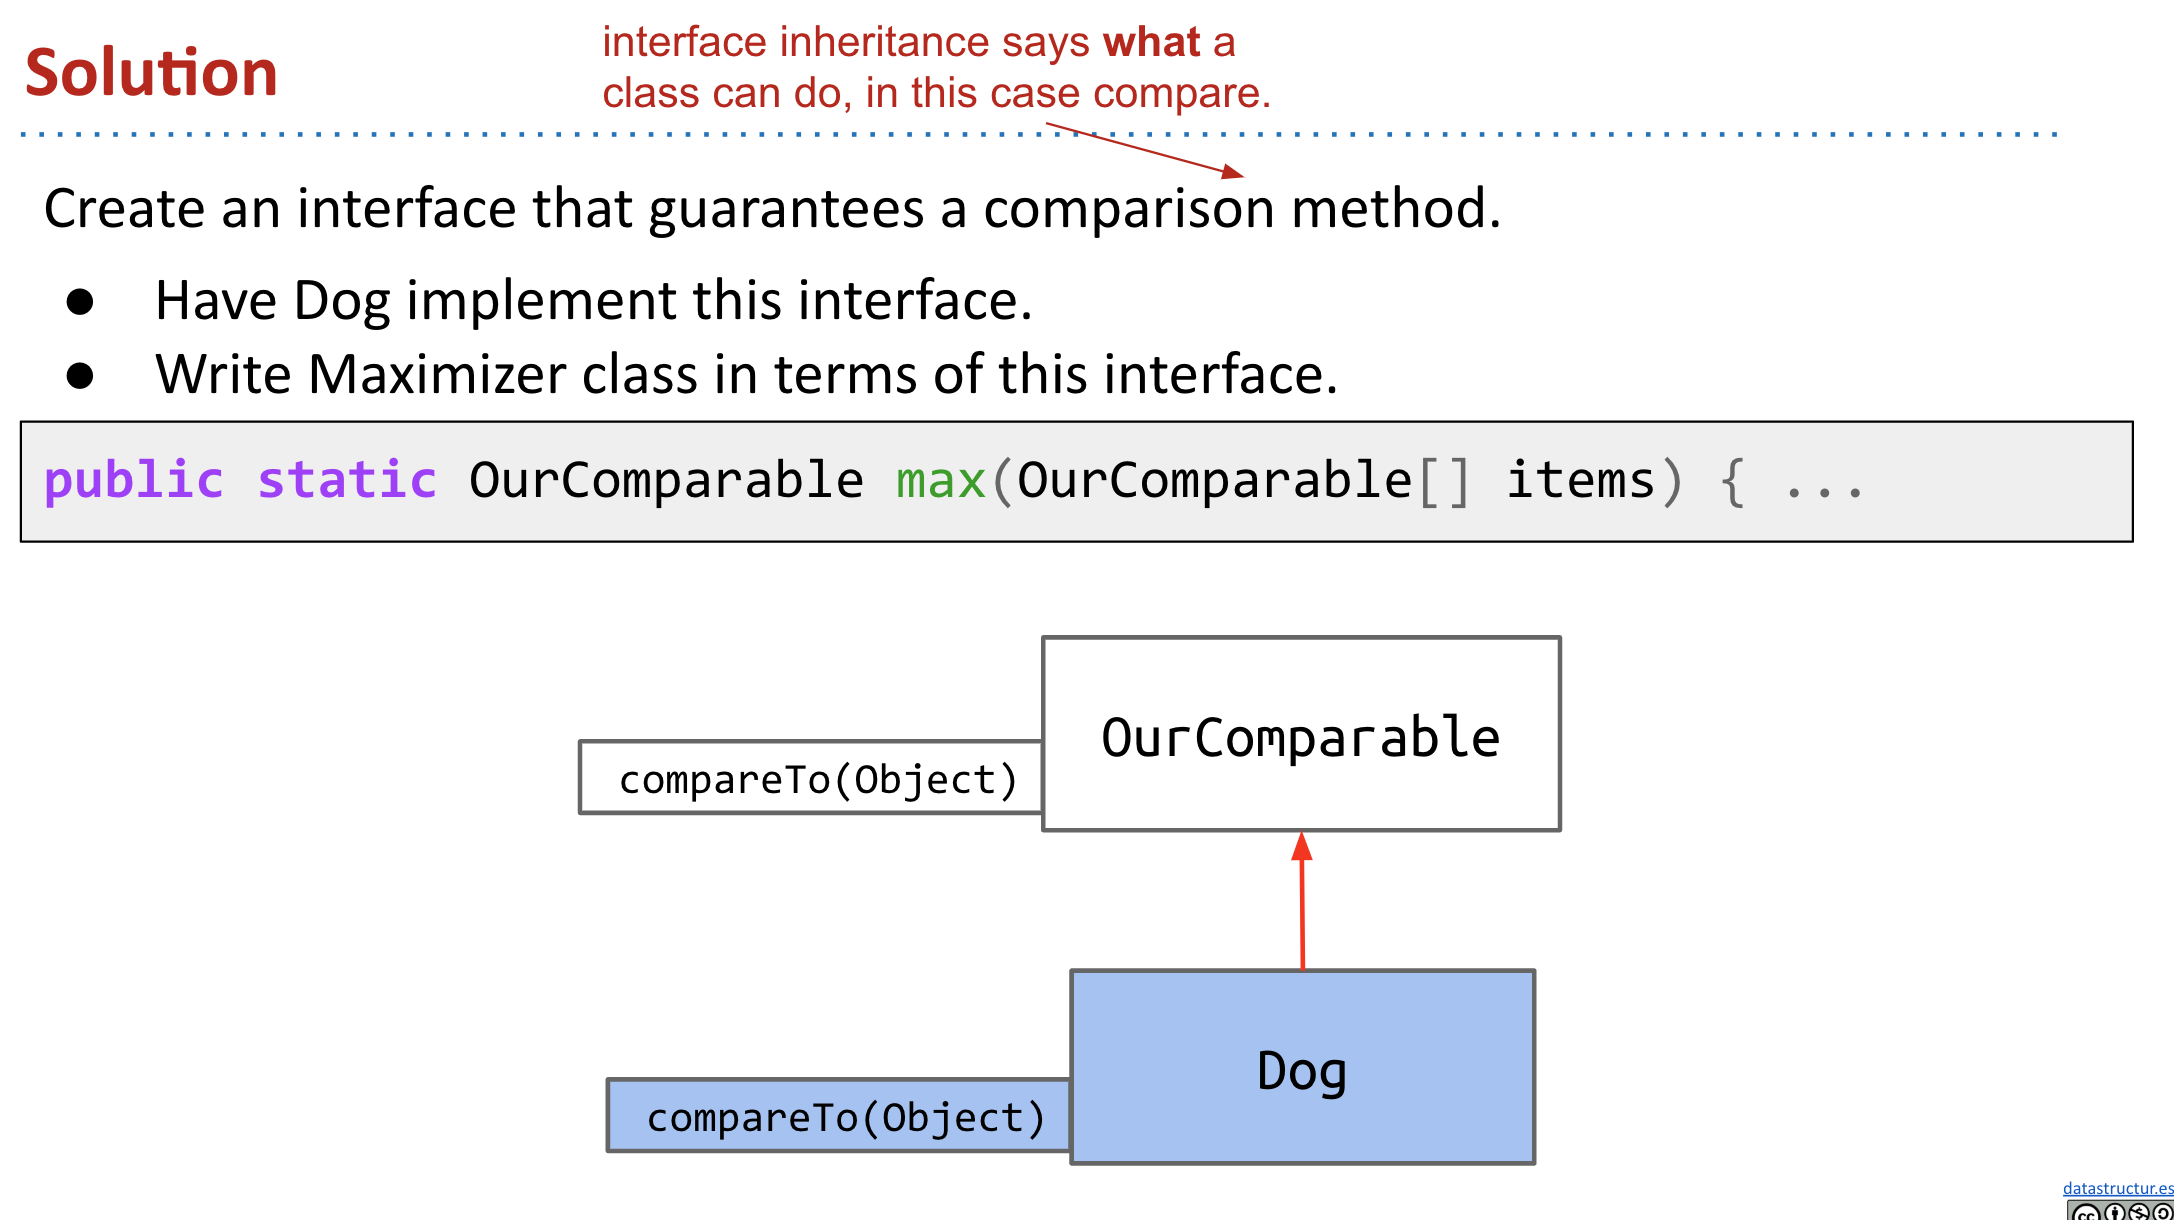 Solution
interface inheritance says what a
class can do, in this case compare.
Create an interface that guarantees a comparison method.
● Have Dog implement this interface.
● Write Maximizer class in terms of this interface.
public static OurComparable max(OurComparable[] items) { ...
OurComparable
compareTo(Object)
Dog
compareTo(Object)
datastructur.es
cc